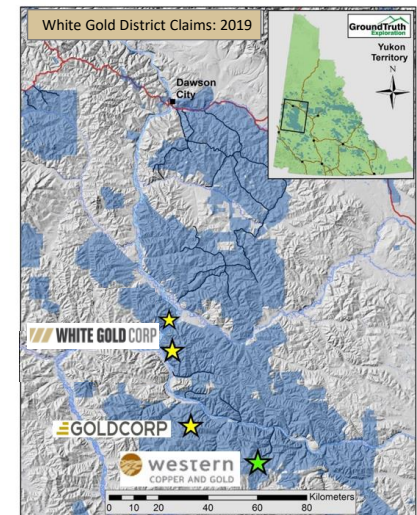 White Gold District Claims: 2019
GroundTruth
Exploration
Yukon
Territory
N
Dawson
City
WHITE GOLD CORP
GOLDCORP
western
COPPER AND GOLD
Kilometers
0 10 20 40 60 80